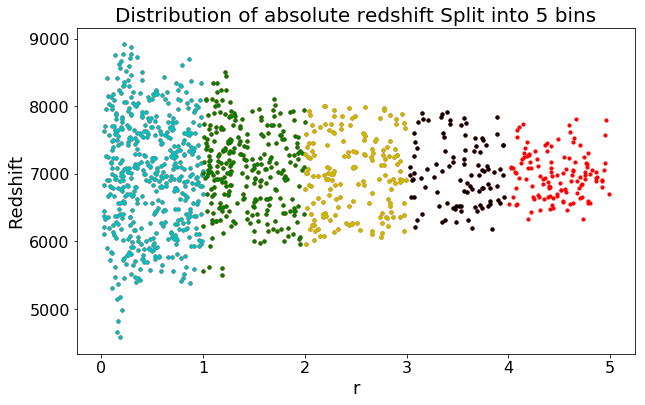 Distribution of absolute redshift Split into 5 bins
9000
8000
7000
6000
5000
Redshift
0 1 2 3 4 5
r